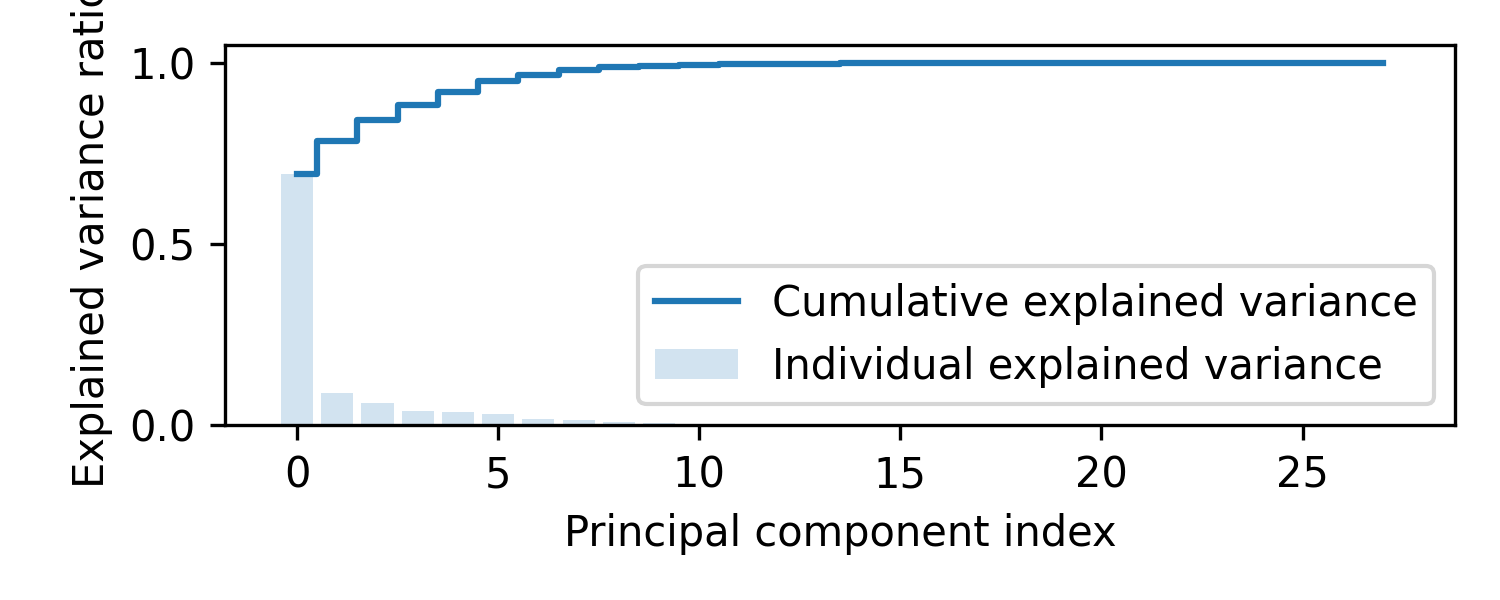 Explained variance ratio
1.0
0.5
0.0
Cumulative explained variance
Individual explained variance
0 5 10 15 20 25
Principal component index